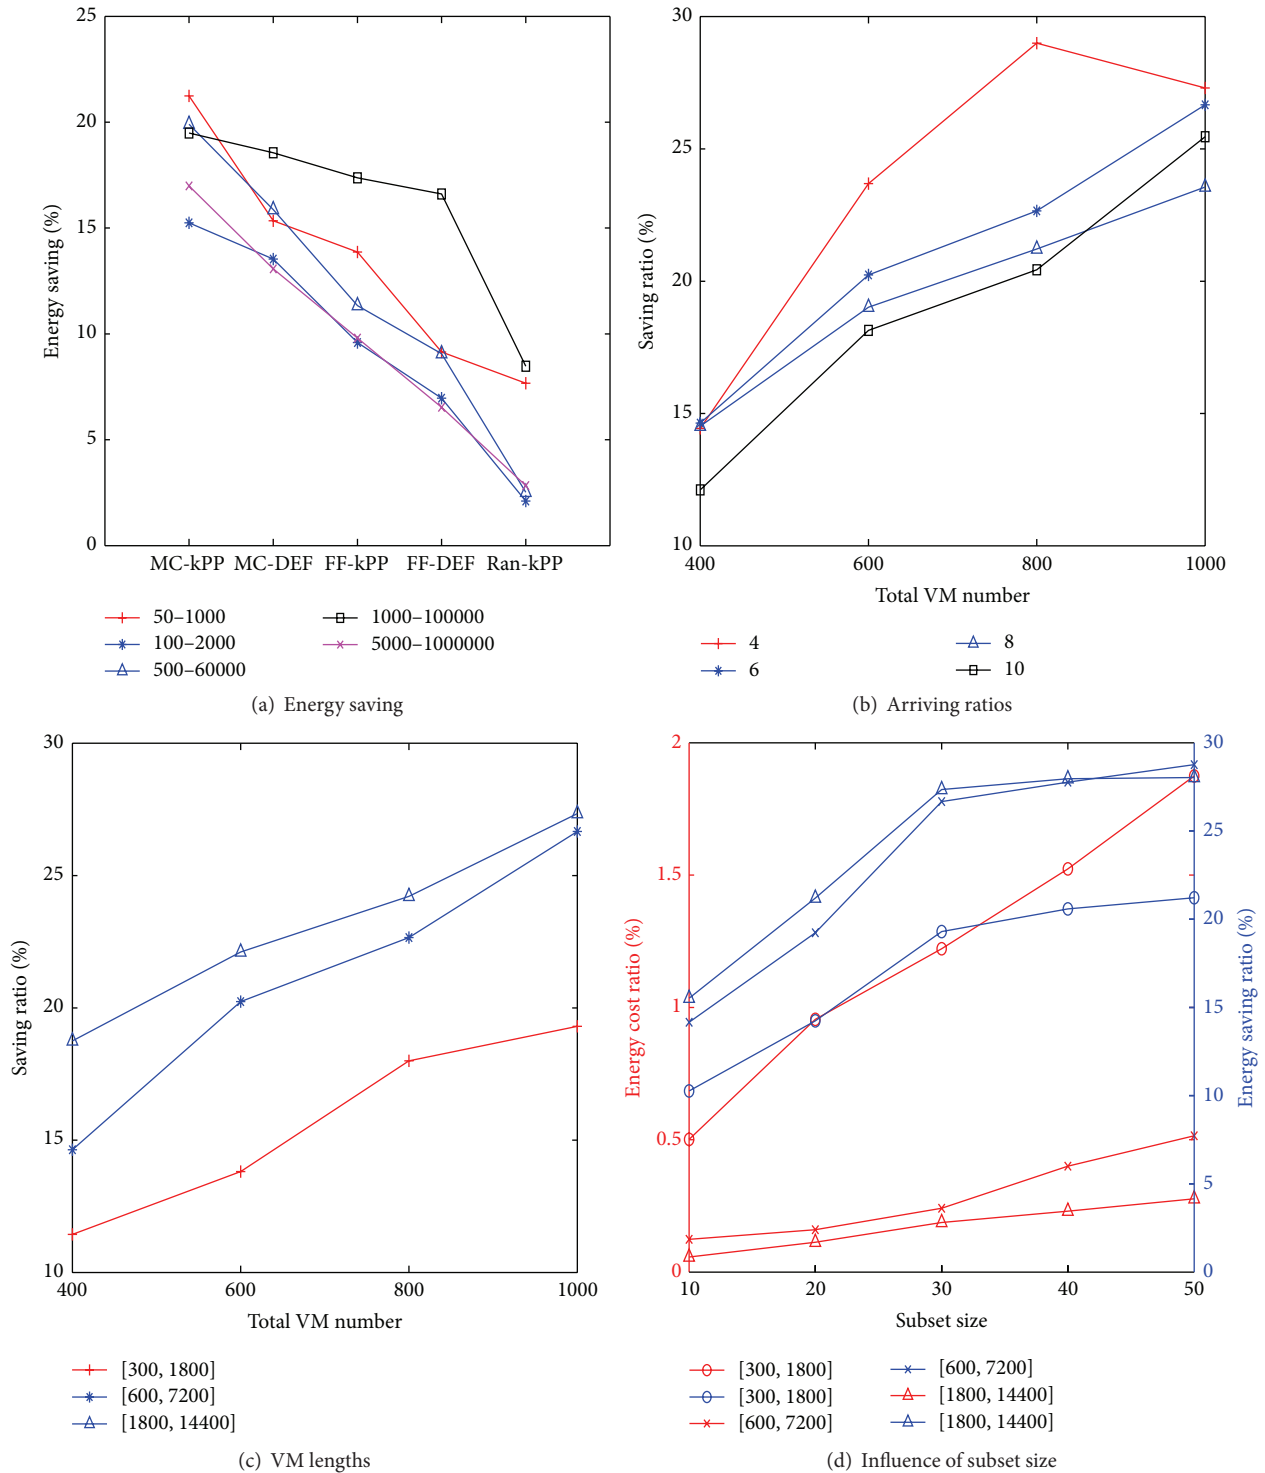 25
20
15
10
5
0
Energy saving (%)
MC-kPP MC-DEF FF-kPP FF-DEF Ran-kPP
50–1000
100–2000
500–60000
1000–100000
5000–1000000
(a) Energy saving
30
25
20
15
10
Saving ratio (%)
400 600 800 1000
Total VM number
4
6
8
10
(b) Arriving ratios
30
25
20
15
10
Saving ratio (%)
400 600 800 1000
Total VM number
[300, 1800]
[600, 7200]
[1800, 14400]
(c) VM lengths
2
1.5
1
0.5
0
Energy cost ratio (%)
30
25
20
15
10
5
0
Energy saving ratio (%)
10 20 30 40 50
Subset size
[300, 1800]
[300, 1800]
[600, 7200]
[600, 7200]
[1800, 14400]
[1800, 14400]
(d) Influence of subset size